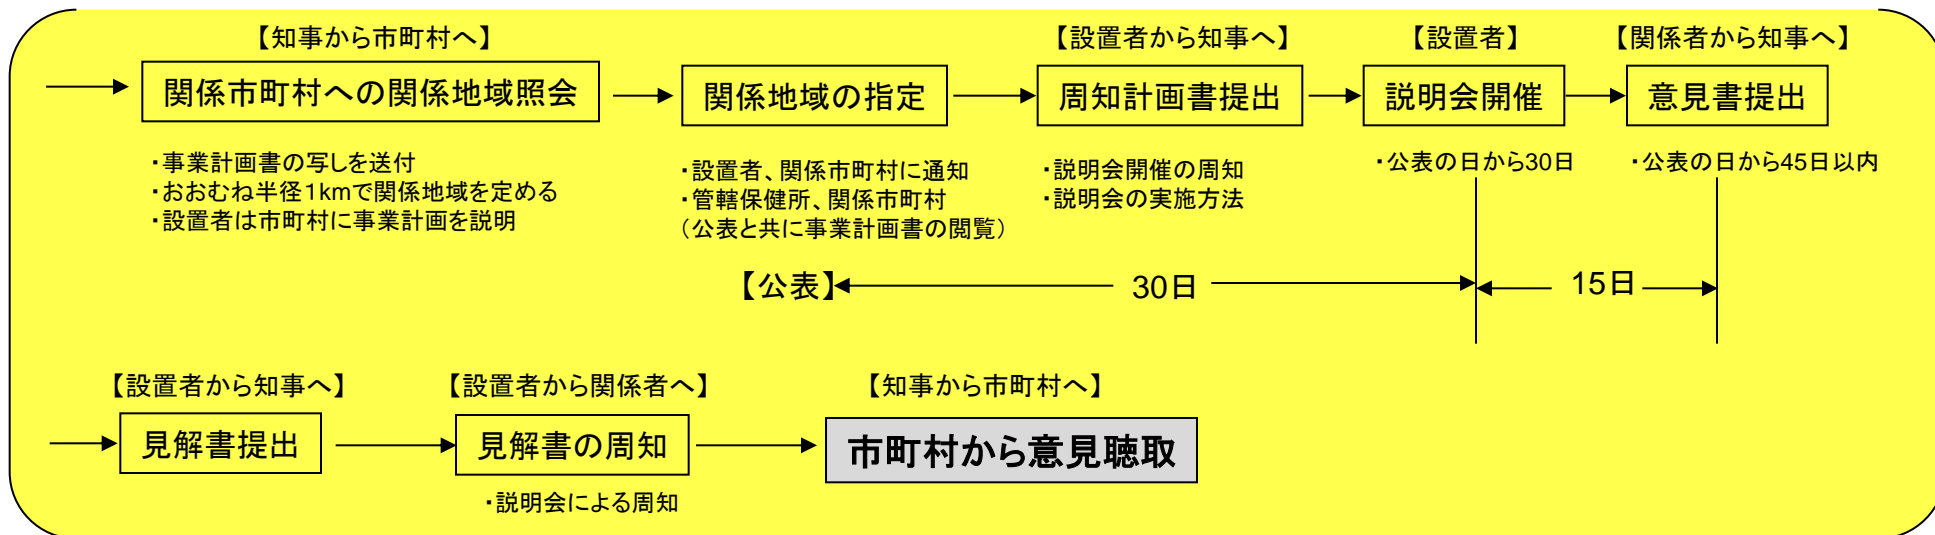 【知事から市町村へ】
関係市町村への関係地域照会
・事業計画書の写しを送付
・おおむね半径1kmで関係地域を定める
・設置者は市町村に事業計画を説明
関係地域の指定
・設置者、関係市町村に通知
・管轄保健所、関係市町村
（公表と共に事業計画書の閲覧）
【設置者から知事へ】
周知計画書提出
・説明会開催の周知
・説明会の実施方法
【設置者】
説明会開催
・公表の日から30日
【関係者から知事へ】
意見書提出
・公表の日から45日以内
【公表】
30日
15日
【設置者から知事へ】
見解書提出
【設置者から関係者へ】
見解書の周知
・説明会による周知
【知事から市町村へ】
市町村から意見聴取